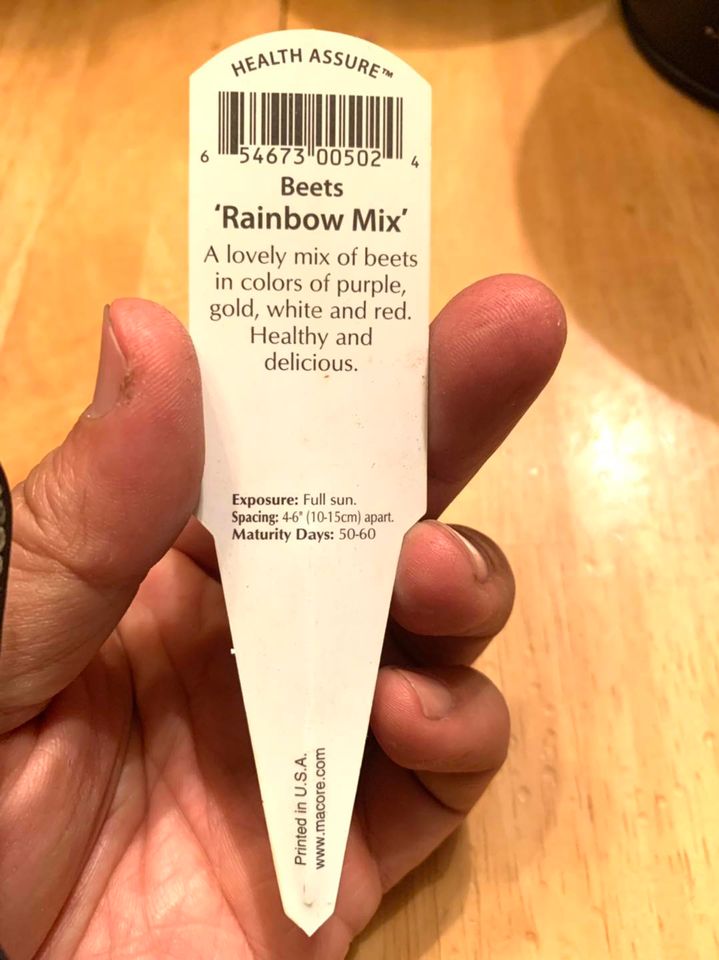 HEALTH ASSURE™
6 54673 00502 4
Beets
‘Rainbow Mix’
A lovely mix of beets
in colors of purple,
gold, white and red.
Healthy and
delicious.
Exposure: Full sun.
Spacing: 4-6" (10-15cm) apart.
Maturity Days: 50-60
Printed in U.S.A.
www.macore.com